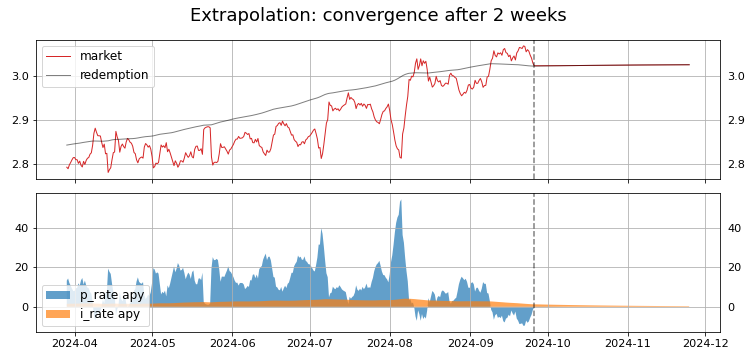 Extrapolation: convergence after 2 weeks
market
redemption
3.0 3.0
2.9 2.9
2.8 2.8
40 40
20 20
0 0
p_rate apy
i_rate apy
2024-04 2024-05 2024-06 2024-07 2024-08 2024-09 2024-10 2024-11 2024-12